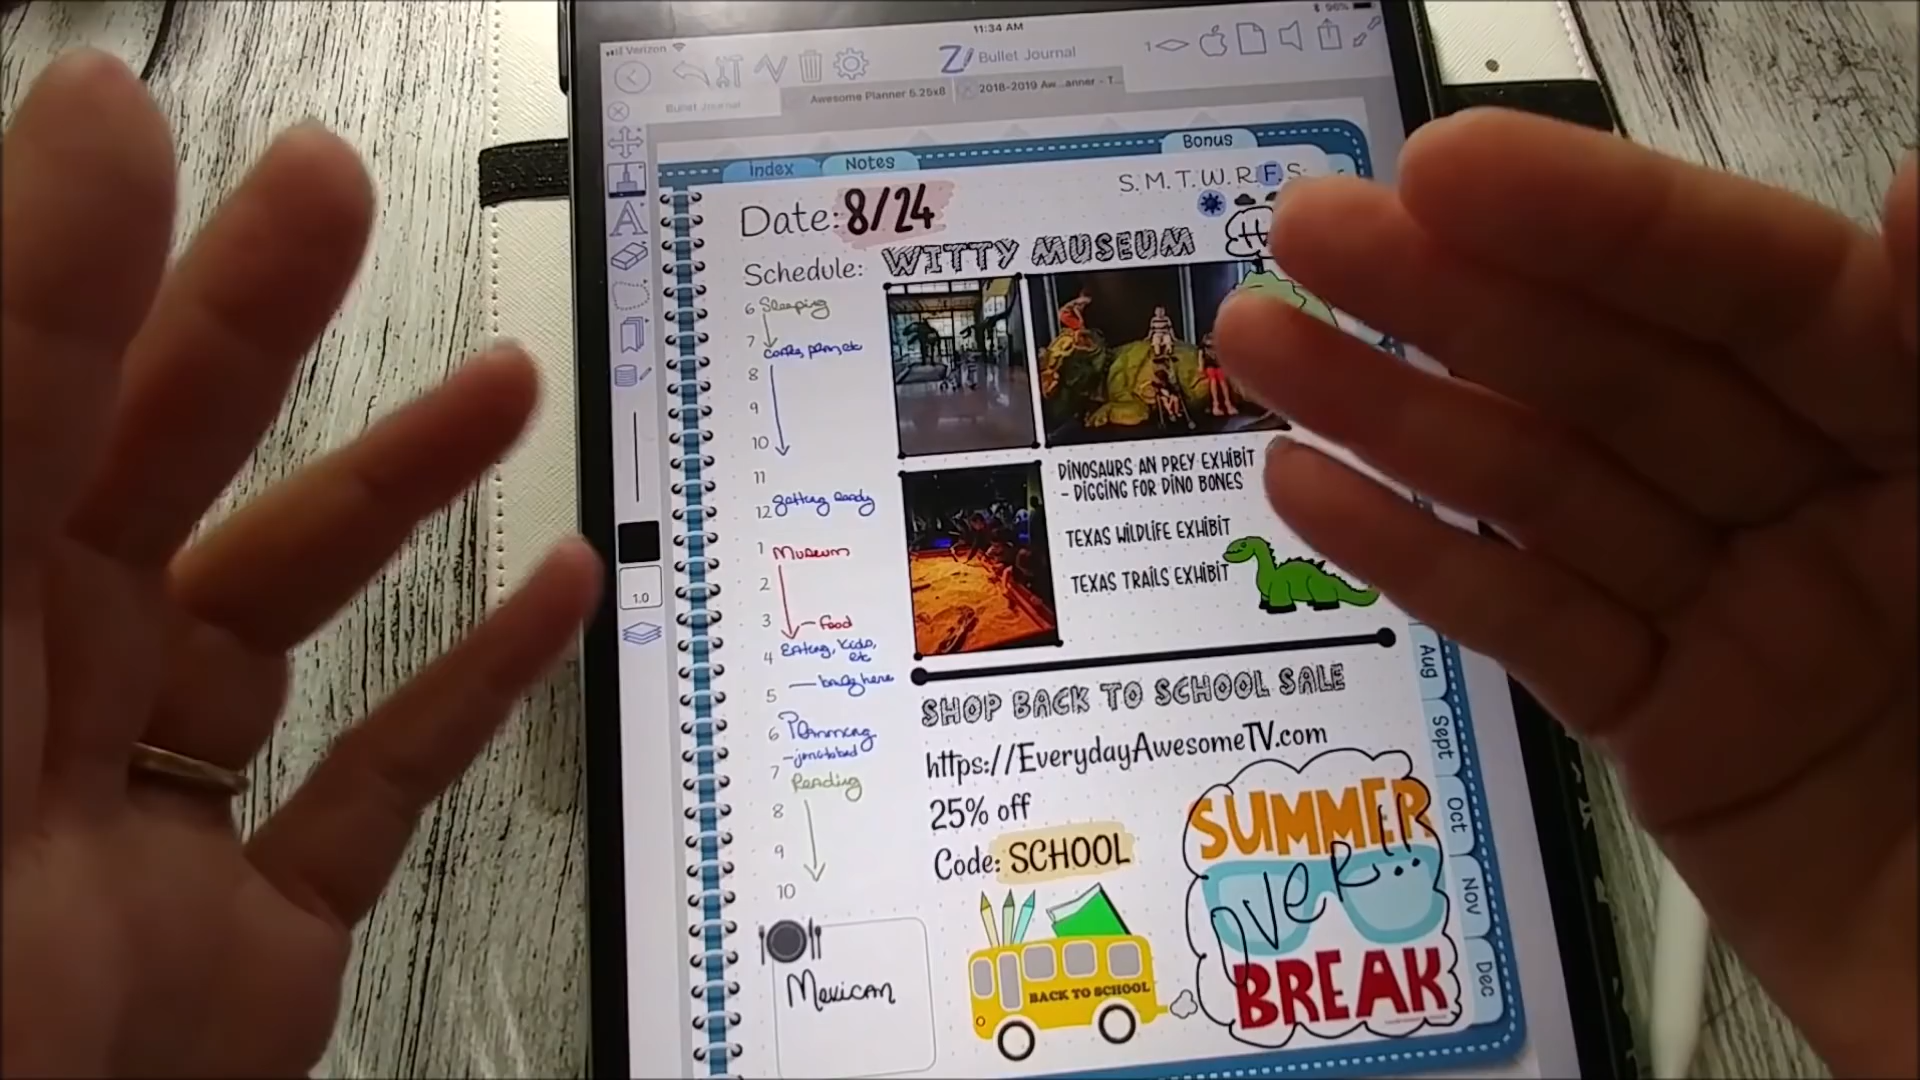 Verizon
11:34 AM
96%
Bullet Journal
1
Bullet Journal
Awesome Planner 5.25x8
2018-2019 Aw...anner - T...
Index
Notes
Bonus
S. M. T. W. R. F. S.
Date: 8/24
WITTY MUSEUM
Schedule:
6 Sleeping
7
8
9
10
11
12 getting ready
1 Museum
2
3 - food
4 Eating, kids, etc
5
6 Planning
7 Reading
8
9
10
DINOSAURS AN PREY EXHIBIT
- DIGGING FOR DINO BONES
TEXAS WILDLIFE EXHIBIT
TEXAS TRAILS EXHIBIT
SHOP BACK TO SCHOOL SALE
https://EverydayAwesomeTV.com
25% off
Code: SCHOOL
BACK TO SCHOOL
SUMMER
OVER!!
BREAK
Mexican
1.0
Aug
Sept
Oct
Nov
Dec